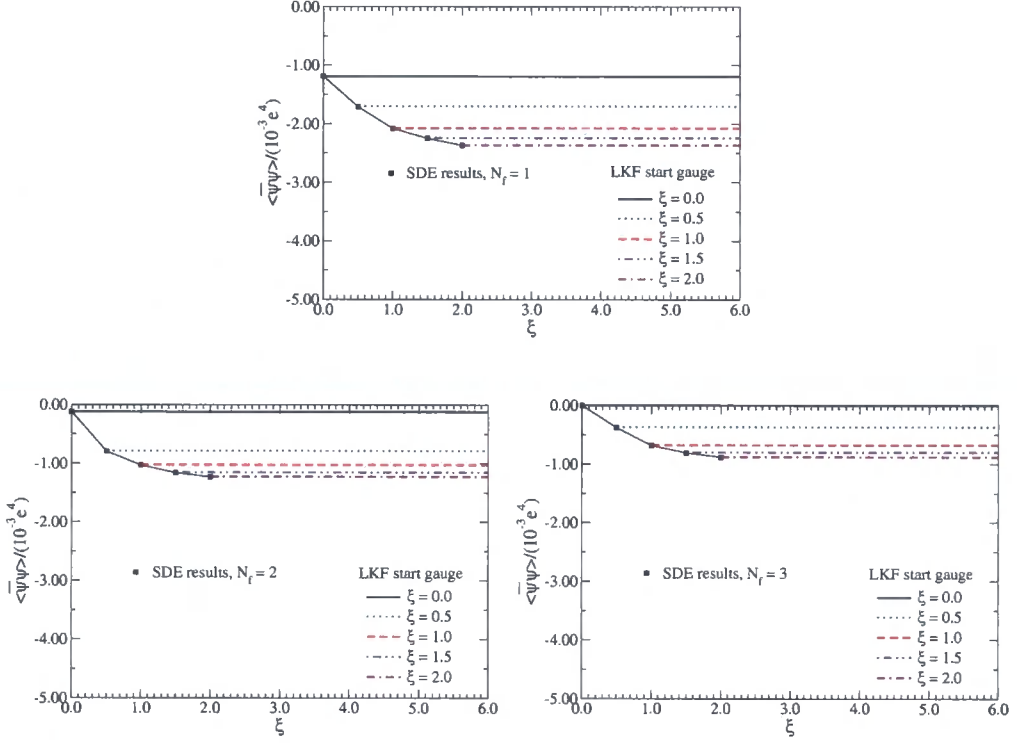 0.00
-1.00
-2.00
-3.00
-4.00
-5.00
<ψ̄ψ>/(10⁻³e⁴)
SDE results, N_f = 1
LKF start gauge
ξ = 0.0
ξ = 0.5
ξ = 1.0
ξ = 1.5
ξ = 2.0
0.0 1.0 2.0 3.0 4.0 5.0 6.0
ξ
0.00
-1.00
-2.00
-3.00
-4.00
-5.00
<ψ̄ψ>/(10⁻³e⁴)
SDE results, N_f = 2
LKF start gauge
ξ = 0.0
ξ = 0.5
ξ = 1.0
ξ = 1.5
ξ = 2.0
0.0 1.0 2.0 3.0 4.0 5.0 6.0
ξ
0.00
-1.00
-2.00
-3.00
-4.00
-5.00
<ψ̄ψ>/(10⁻³e⁴)
SDE results, N_f = 3
LKF start gauge
ξ = 0.0
ξ = 0.5
ξ = 1.0
ξ = 1.5
ξ = 2.0
0.0 1.0 2.0 3.0 4.0 5.0 6.0
ξ